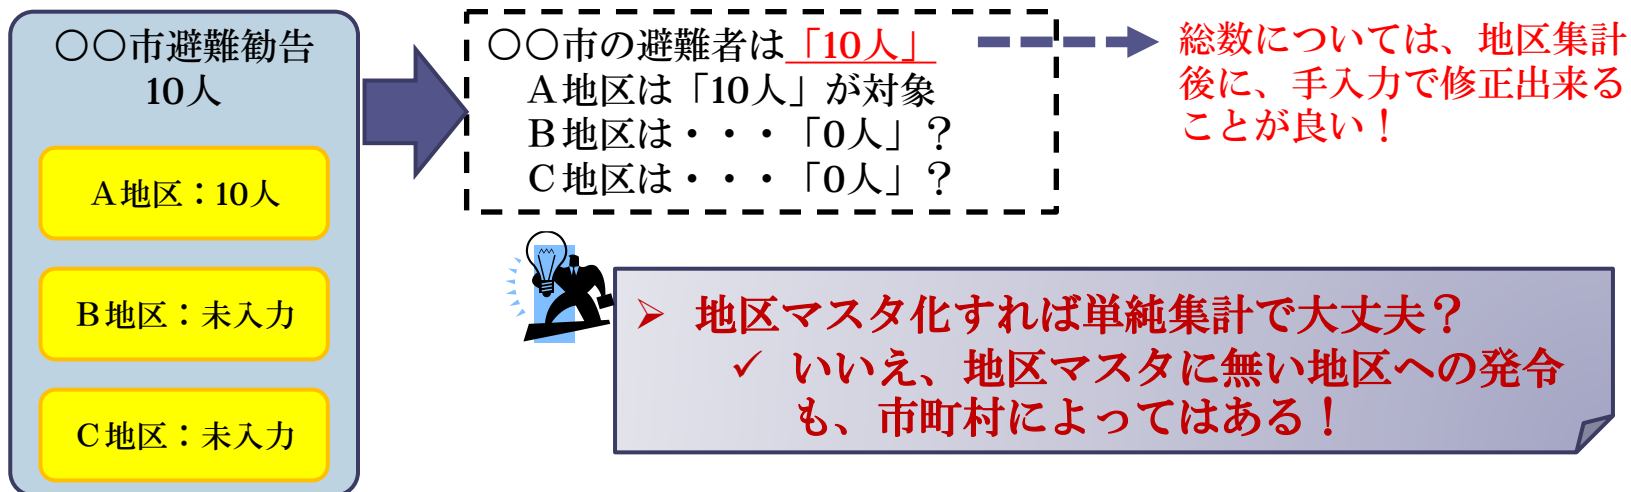 〇〇市避難勧告
10人
Ａ地区：10人
Ｂ地区：未入力
Ｃ地区：未入力
〇〇市の避難者は「10人」
Ａ地区は「10人」が対象
Ｂ地区は・・・「0人」？
Ｃ地区は・・・「0人」？
総数については、地区集計
後に、手入力で修正出来る
ことが良い！
➢ 地区マスタ化すれば単純集計で大丈夫？
✓ いいえ、地区マスタに無い地区への発令
も、市町村によってはある！